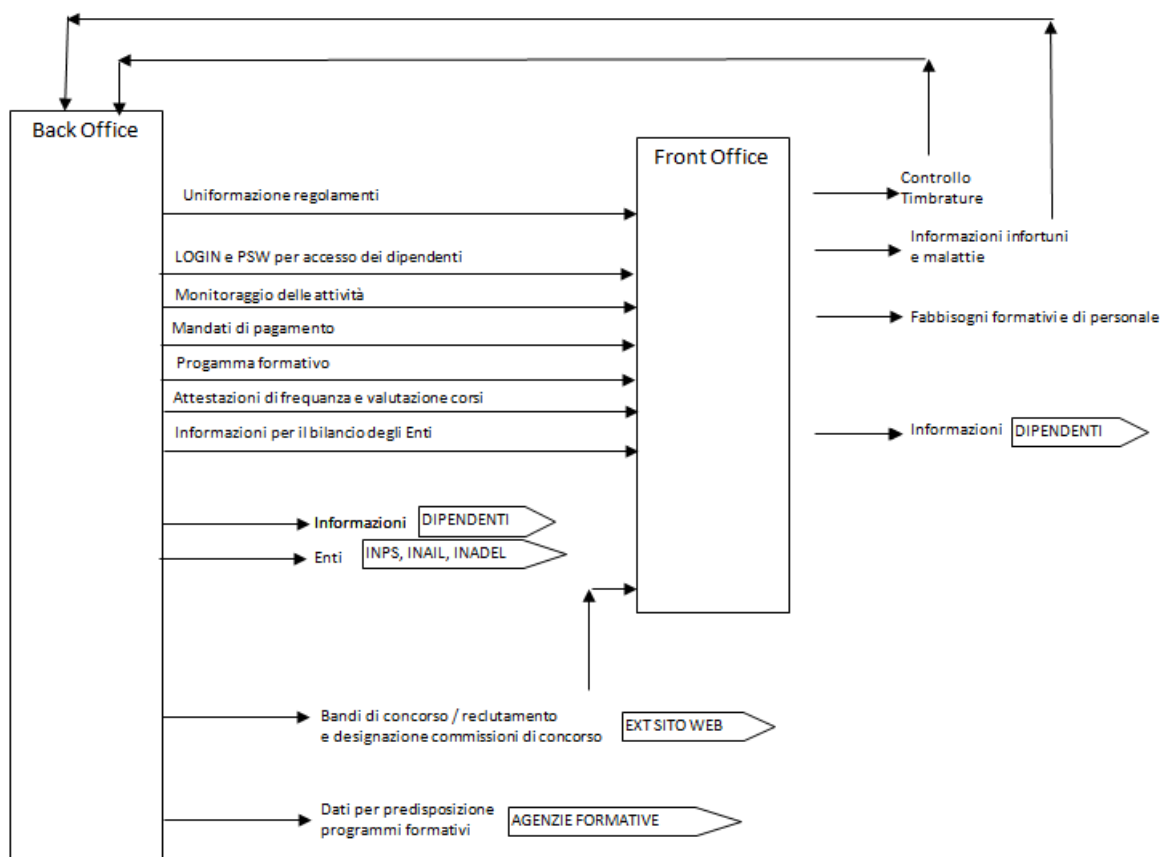 Back Office
Front Office
Uniformazione regolamenti
Controllo
Timbrature
Informazioni infortuni
e malattie
LOGIN e PSW per accesso dei dipendenti
Monitoraggio delle attività
Fabbisogni formativi e di personale
Mandati di pagamento
Progamma formativo
Attestazioni di frequanza e valutazione corsi
Informazioni per il bilancio degli Enti
Informazioni DIPENDENTI
Informazioni DIPENDENTI
Enti INPS, INAIL, INADEL
Bandi di concorso / reclutamento
e designazione commissioni di concorso
EXT SITO WEB
Dati per predisposizione
programmi formativi
AGENZIE FORMATIVE